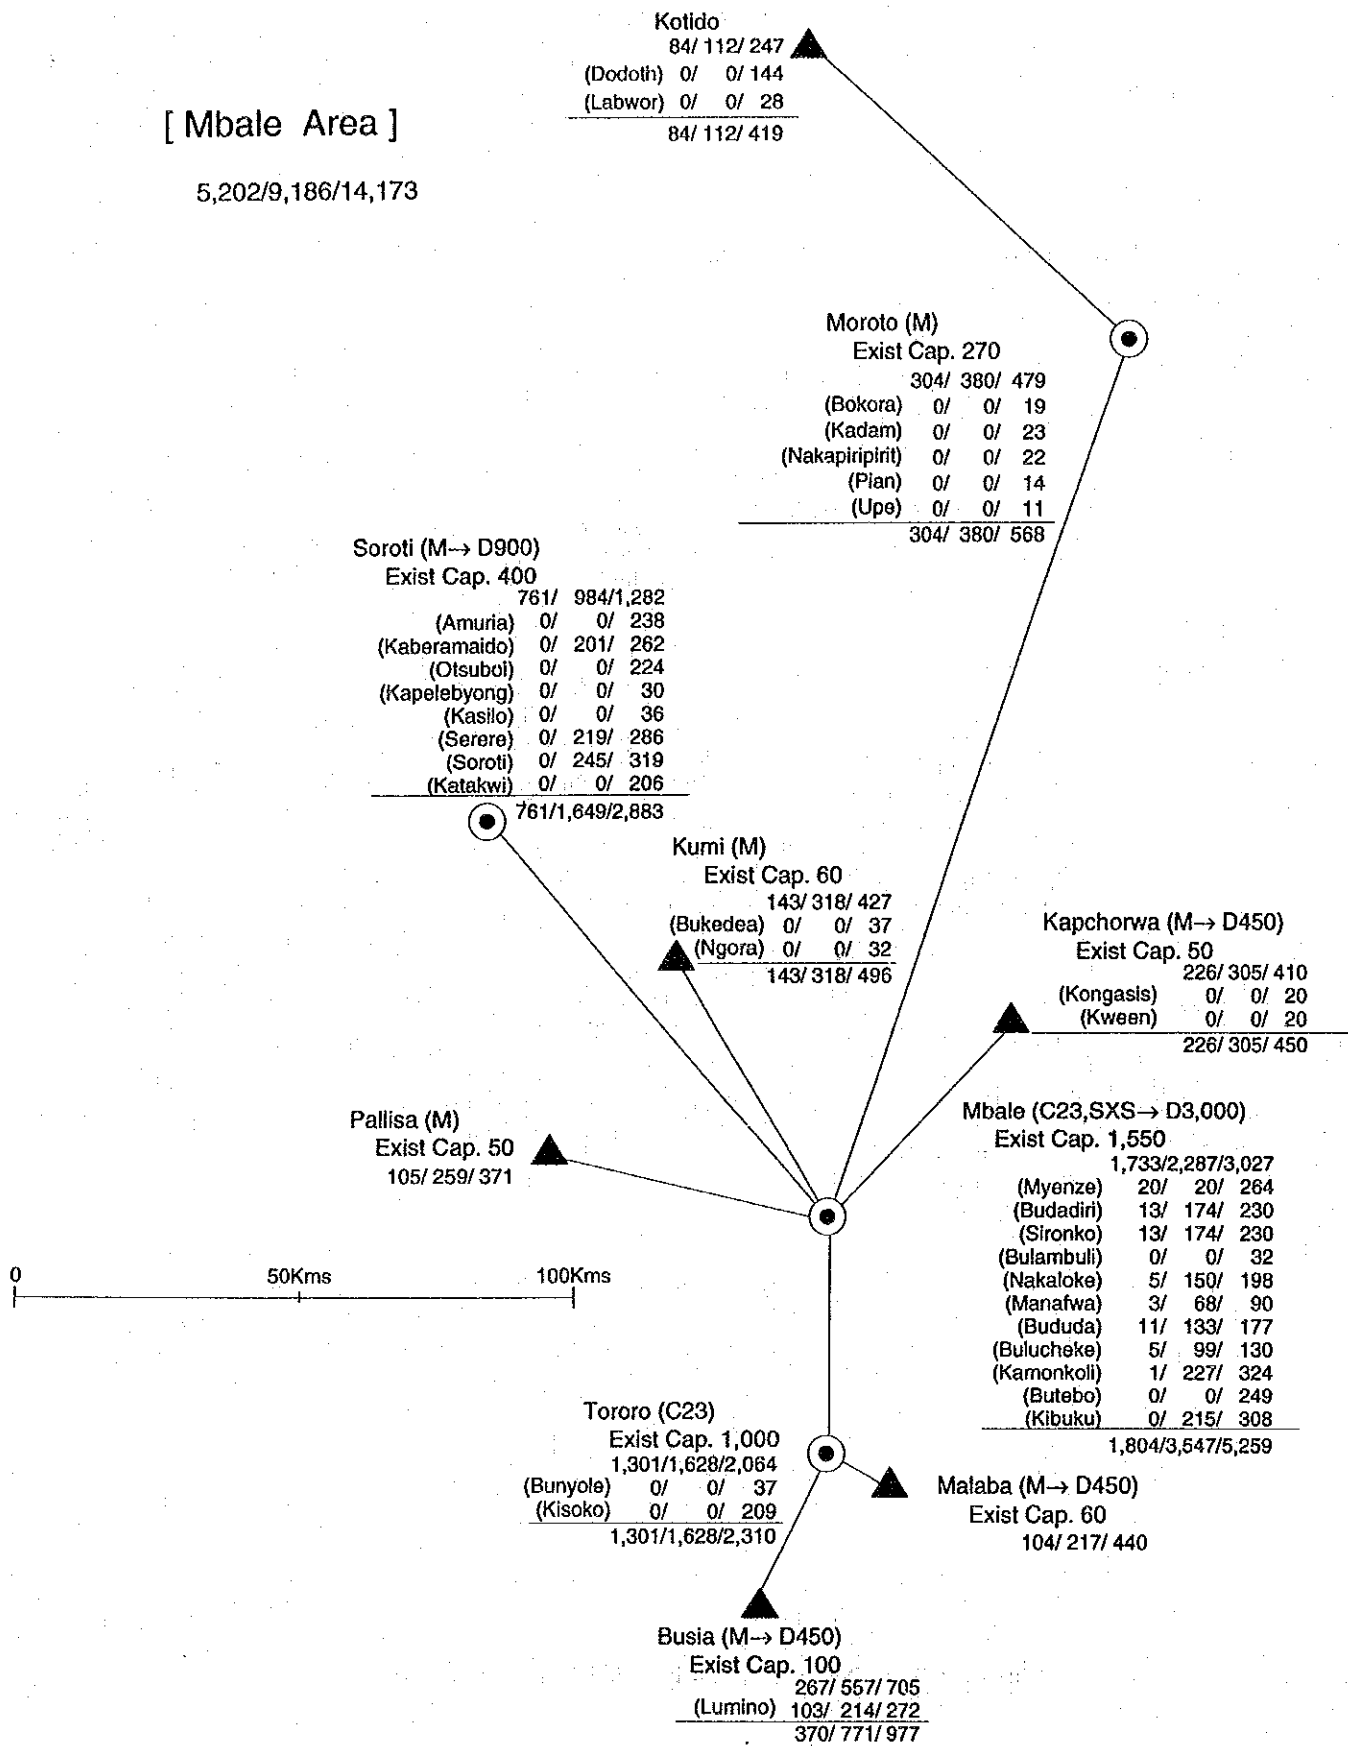 Kotido
84/ 112/ 247
(Dodoth) 0/ 0/ 144
(Labwor) 0/ 0/ 28
84/ 112/ 419
[ Mbale Area ]
5,202/9,186/14,173
Moroto (M)
Exist Cap. 270
304/ 380/ 479
(Bokora) 0/ 0/ 19
(Kadam) 0/ 0/ 23
(Nakapiripirit) 0/ 0/ 22
(Pian) 0/ 0/ 14
(Upe) 0/ 0/ 11
304/ 380/ 568
Soroti (M→ D900)
Exist Cap. 400
761/ 984/1,282
(Amuria) 0/ 0/ 238
(Kaberamaido) 0/ 201/ 262
(Otsuboi) 0/ 0/ 224
(Kapelebyong) 0/ 0/ 30
(Kasilo) 0/ 0/ 36
(Serere) 0/ 219/ 286
(Soroti) 0/ 245/ 319
(Katakwi) 0/ 0/ 206
761/1,649/2,883
Kumi (M)
Exist Cap. 60
143/ 318/ 427
(Bukedea) 0/ 0/ 37
(Ngora) 0/ 0/ 32
143/ 318/ 496
Kapchorwa (M→ D450)
Exist Cap. 50
226/ 305/ 410
(Kongasis) 0/ 0/ 20
(Kween) 0/ 0/ 20
226/ 305/ 450
Pallisa (M)
Exist Cap. 50
105/ 259/ 371
Mbale (C23,SXS→ D3,000)
Exist Cap. 1,550
1,733/2,287/3,027
(Myenze) 20/ 20/ 264
(Budadiri) 13/ 174/ 230
(Sironko) 13/ 174/ 230
(Bulambuli) 0/ 0/ 32
(Nakaloke) 5/ 150/ 198
(Manafwa) 3/ 68/ 90
(Bududa) 11/ 133/ 177
(Bulucheke) 5/ 99/ 130
(Kamonkoli) 1/ 227/ 324
(Butebo) 0/ 0/ 249
(Kibuku) 0/ 215/ 308
1,804/3,547/5,259
0 50Kms 100Kms
Tororo (C23)
Exist Cap. 1,000
1,301/1,628/2,064
(Bunyole) 0/ 0/ 37
(Kisoko) 0/ 0/ 209
1,301/1,628/2,310
Malaba (M→ D450)
Exist Cap. 60
104/ 217/ 440
Busia (M→ D450)
Exist Cap. 100
267/ 557/ 705
(Lumino) 103/ 214/ 272
370/ 771/ 977